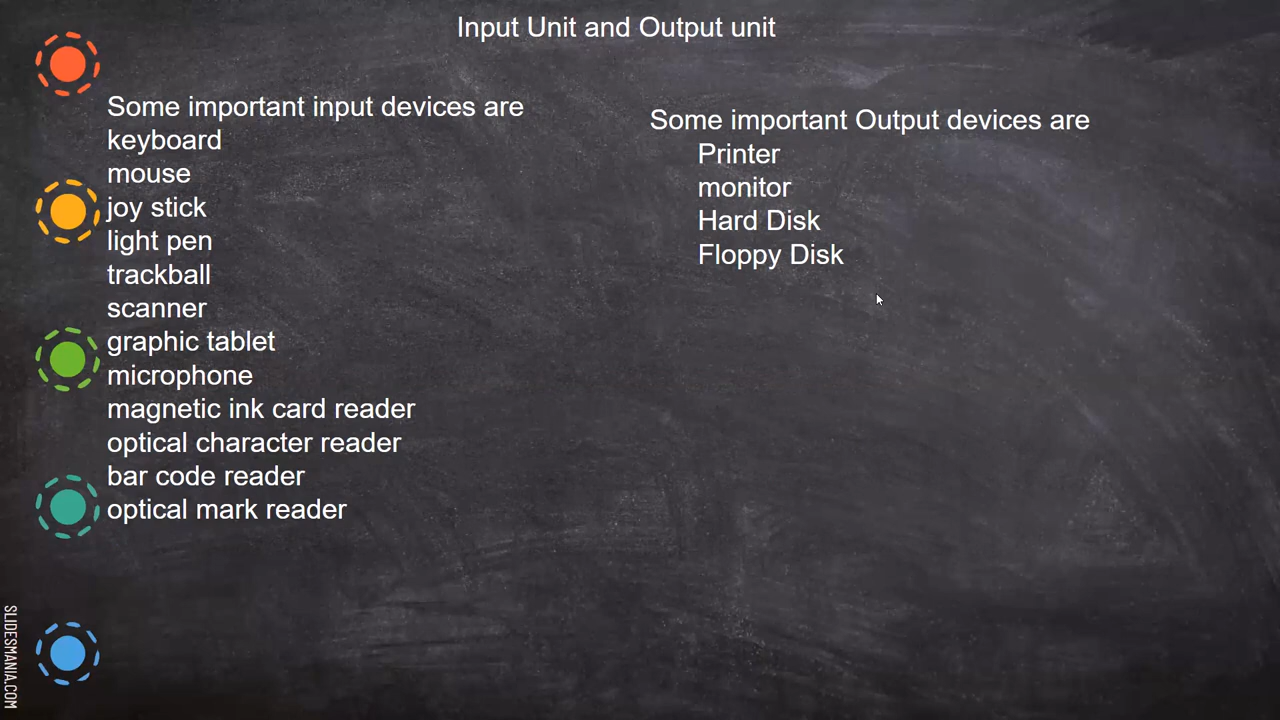 Input Unit and Output unit
Some important input devices are
keyboard
mouse
joy stick
light pen
trackball
scanner
graphic tablet
microphone
magnetic ink card reader
optical character reader
bar code reader
optical mark reader
Some important Output devices are
Printer
monitor
Hard Disk
Floppy Disk
SLIDESMANIA.COM